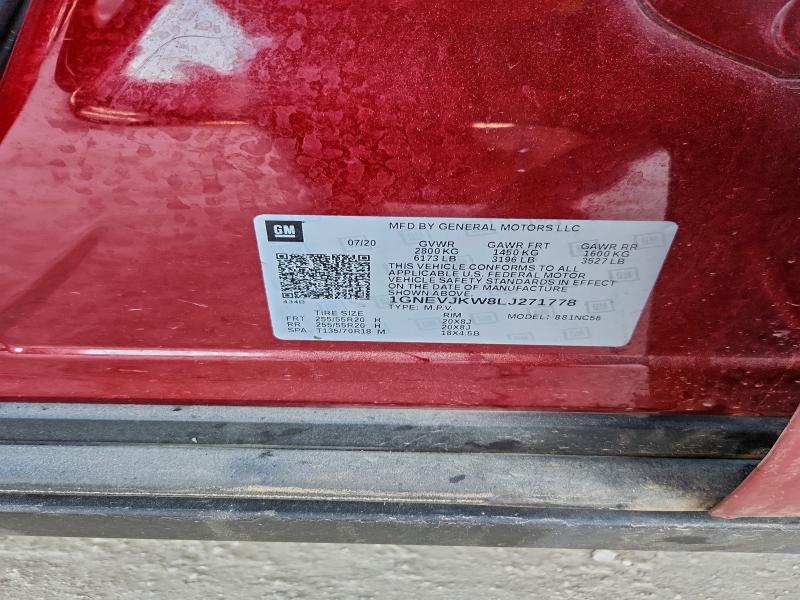 GM
MFD BY GENERAL MOTORS LLC
07/20 GVWR GAWR FRT GAWR RR
2800 KG 1450 KG 1600 KG
6173 LB 3196 LB 3527 LB
THIS VEHICLE CONFORMS TO ALL
APPLICABLE U.S. FEDERAL MOTOR
VEHICLE SAFETY STANDARDS IN EFFECT
ON THE DATE OF MANUFACTURE
SHOWN ABOVE
1GNEVJKW8LJ271778
434G
TYPE: M.P.V.
TIRE SIZE RIM MODEL: 881NC56
FRT 255/55R20 H 20X8J
RR 255/55R20 H 20X8J
SPA T135/70R18 M 18X4.5B